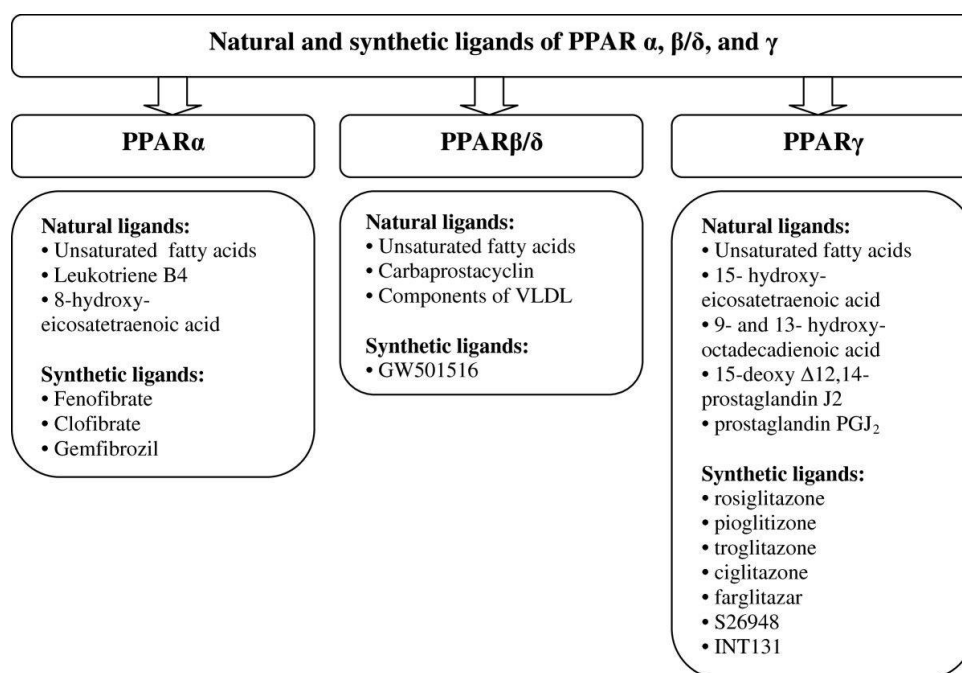 Natural and synthetic ligands of PPAR α, β/δ, and γ
PPARα
Natural ligands:
• Unsaturated fatty acids
• Leukotriene B4
• 8-hydroxy-
eicosatetraenoic acid
Synthetic ligands:
• Fenofibrate
• Clofibrate
• Gemfibrozil
PPARβ/δ
Natural ligands:
• Unsaturated fatty acids
• Carbaprostacyclin
• Components of VLDL
Synthetic ligands:
• GW501516
PPARγ
Natural ligands:
• Unsaturated fatty acids
• 15- hydroxy-
eicosatetraenoic acid
• 9- and 13- hydroxy-
octadecadienoic acid
• 15-deoxy Δ12,14-
prostaglandin J2
• prostaglandin PGJ₂
Synthetic ligands:
• rosiglitazone
• pioglitizone
• troglitazone
• ciglitazone
• farglitazar
• S26948
• INT131